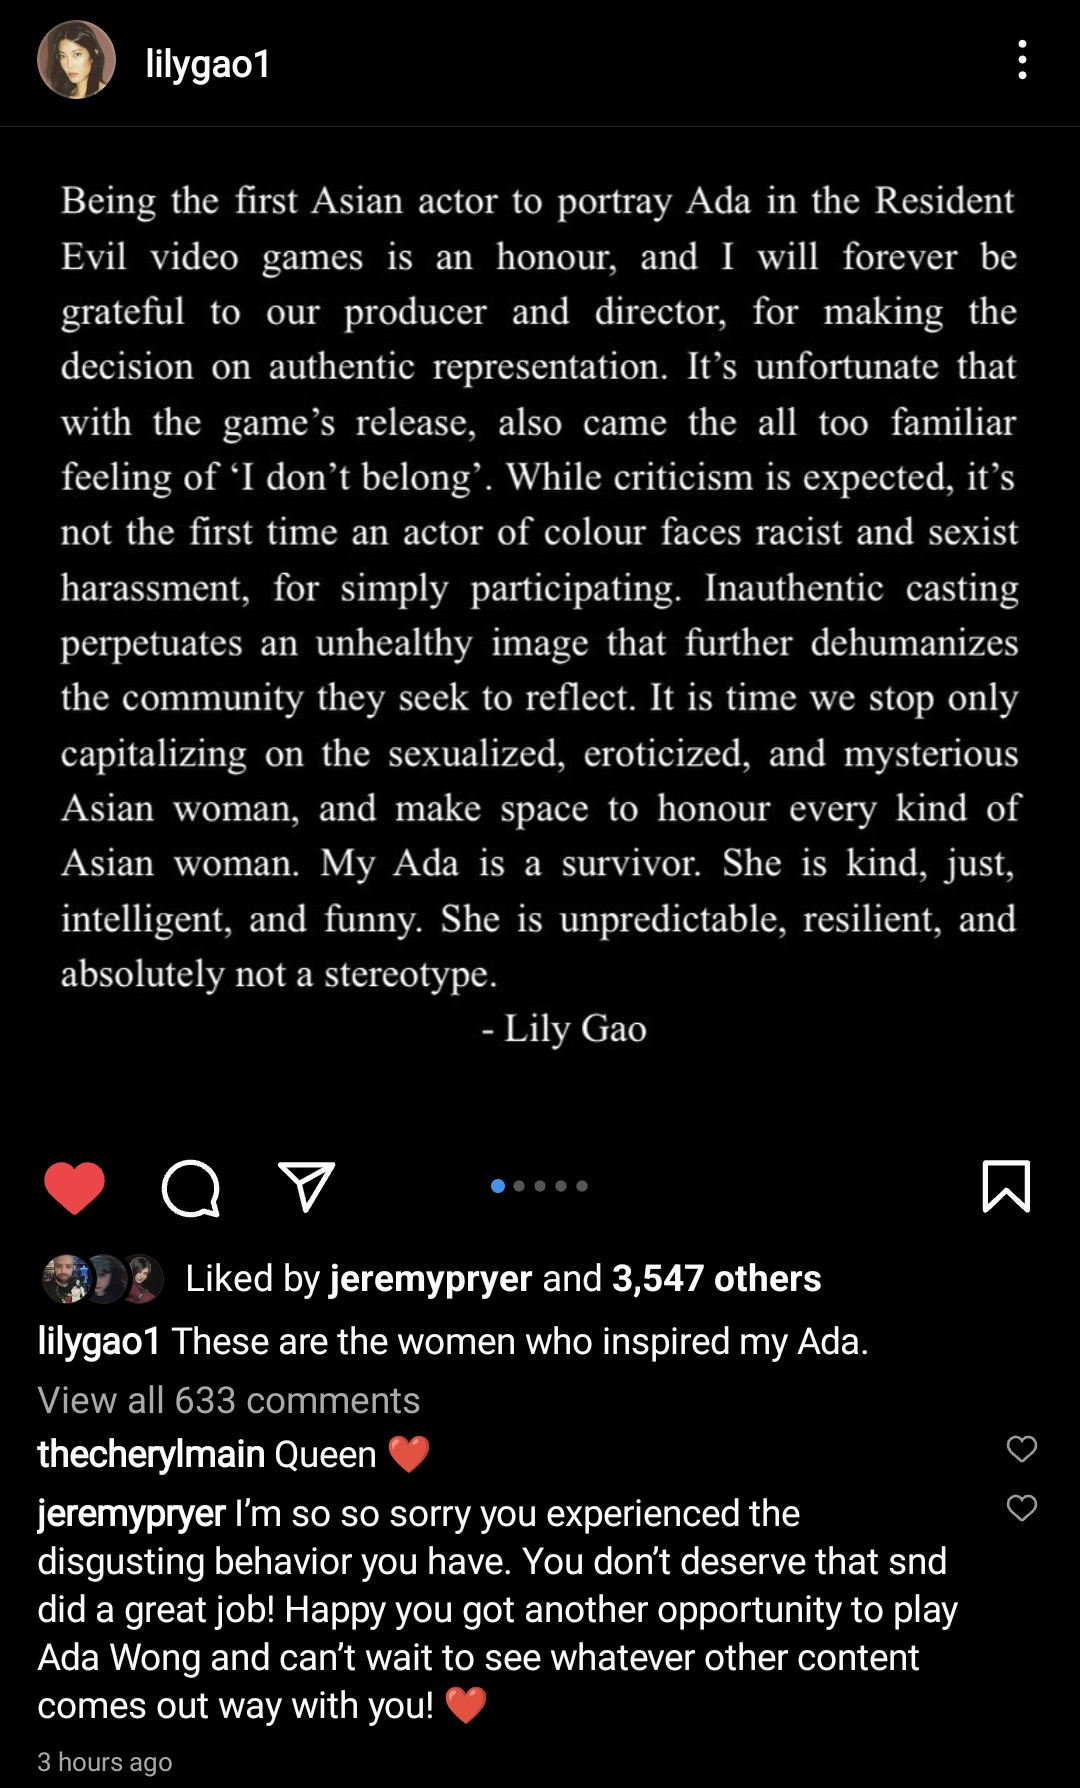 lilygao1
Being the first Asian actor to portray Ada in the Resident
Evil video games is an honour, and I will forever be
grateful to our producer and director, for making the
decision on authentic representation. It’s unfortunate that
with the game’s release, also came the all too familiar
feeling of ‘I don’t belong’. While criticism is expected, it’s
not the first time an actor of colour faces racist and sexist
harassment, for simply participating. Inauthentic casting
perpetuates an unhealthy image that further dehumanizes
the community they seek to reflect. It is time we stop only
capitalizing on the sexualized, eroticized, and mysterious
Asian woman, and make space to honour every kind of
Asian woman. My Ada is a survivor. She is kind, just,
intelligent, and funny. She is unpredictable, resilient, and
absolutely not a stereotype.
- Lily Gao
Liked by jeremypryer and 3,547 others
lilygao1 These are the women who inspired my Ada.
View all 633 comments
thecherylmain Queen ❤️
jeremypryer I’m so so sorry you experienced the
disgusting behavior you have. You don’t deserve that snd
did a great job! Happy you got another opportunity to play
Ada Wong and can’t wait to see whatever other content
comes out way with you! ❤️
3 hours ago